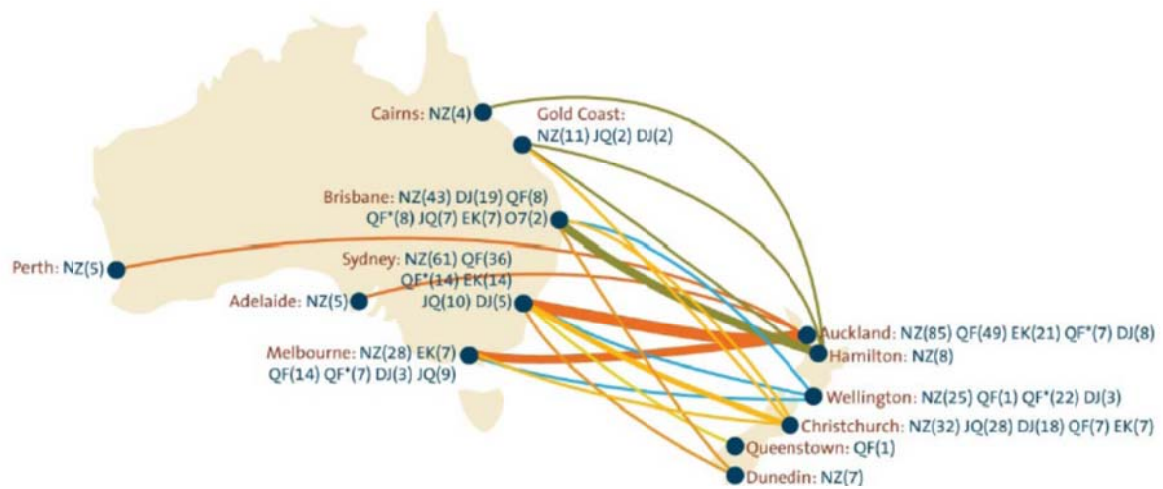 Cairns: NZ(4)
Gold Coast:
NZ(11) JQ(2) DJ(2)
Brisbane: NZ(43) DJ(19) QF(8)
QF*(8) JQ(7) EK(7) O7(2)
Perth: NZ(5)
Sydney: NZ(61) QF(36)
QF*(14) EK(14)
JQ(10) DJ(5)
Adelaide: NZ(5)
Melbourne: NZ(28) EK(7)
QF(14) QF*(7) DJ(3) JQ(9)
Auckland: NZ(85) QF(49) EK(21) QF*(7) DJ(8)
Hamilton: NZ(8)
Wellington: NZ(25) QF(1) QF*(22) DJ(3)
Christchurch: NZ(32) JQ(28) DJ(18) QF(7) EK(7)
Queenstown: QF(1)
Dunedin: NZ(7)